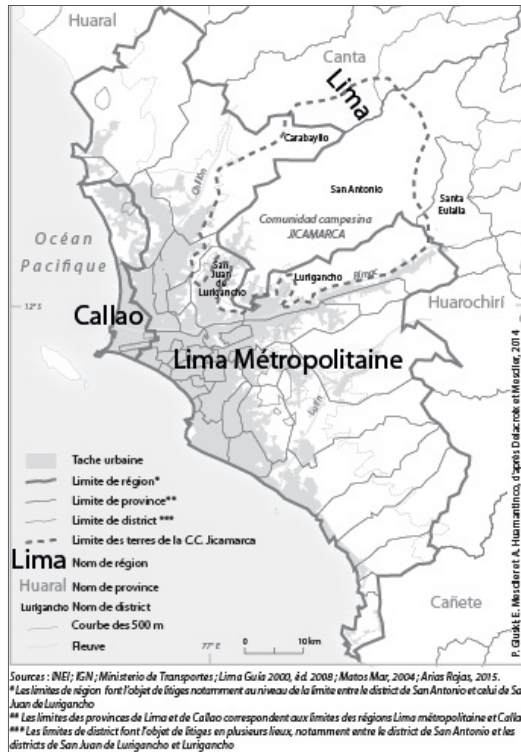 Huaral
Canta
Lima
Carabayllo
Chillón
San Antonio
Santa
Eulalia
Comunidad campesina
JICAMARCA
Océan
Pacifique
San
Juan
de
Lurigancho
Lurigancho
Rímac
12° S
Huarochirí
Callao
Lima Métropolitaine
Lurín
Tache urbaine
Limite de région*
Limite de province**
Limite de district ***
Limite des terres de la C.C. Jicamarca
Lima Nom de région
Huaral Nom de province
Lurigancho Nom de district
Courbe des 500 m
Fleuve
77° E
0 10 km
Cañete
P. Gluski; E. Mesclier et A. Huamantinco, d'après Delacroix et Mesclier, 2014
Sources : INEI ; IGN ; Ministerio de Transportes ; Lima Guía 2000, éd. 2008 ; Matos Mar, 2004 ; Arias Rojas, 2015.
* Les limites de région font l'objet de litiges notamment au niveau de la limite entre le district de San Antonio et celui de Sa
Juan de Lurigancho
** Les limites des provinces de Lima et de Callao correspondent aux limites des régions Lima métropolitaine et Calla
*** Les limites de district font l'objet de litiges en plusieurs lieux, notamment entre le district de San Antonio et les
districts de San Juan de Lurigancho et Lurigancho